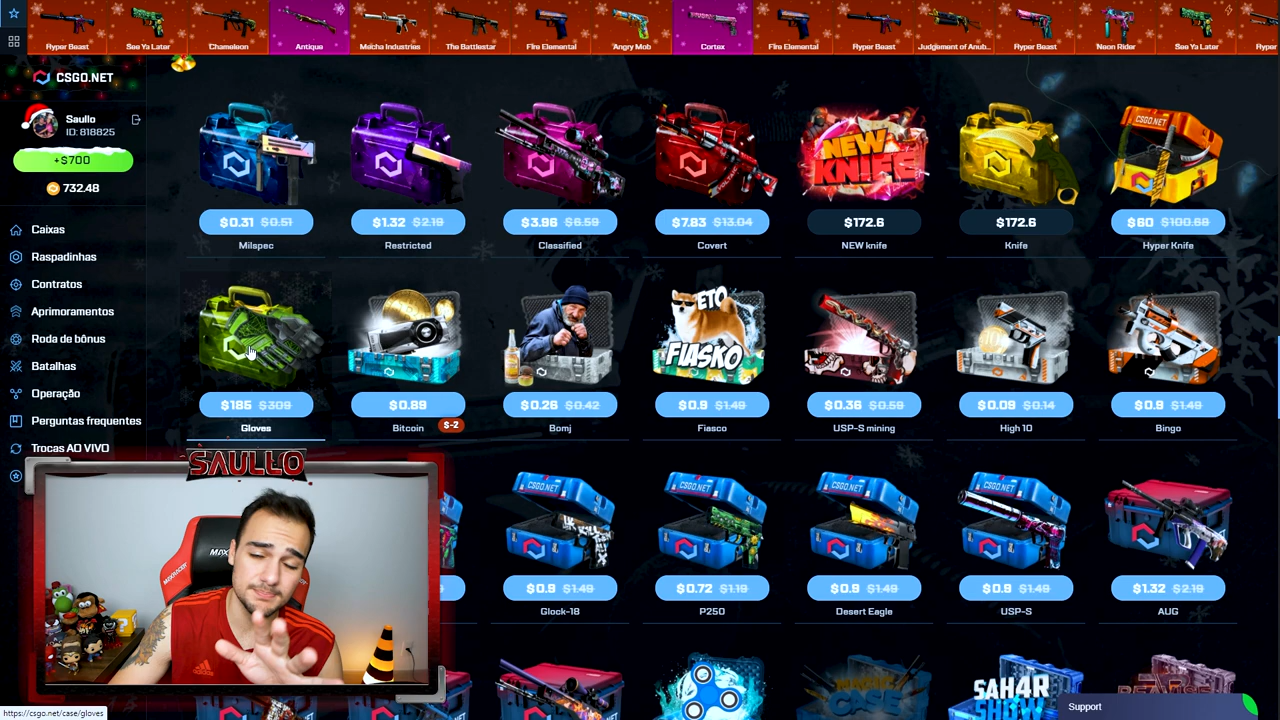 Hyper Beast
See Ya Later
Chameleon
Antique
Mecha Industries
The Battlestar
Fire Elemental
Angry Mob
Cortex
Fire Elemental
Hyper Beast
Judgement of Anub...
Hyper Beast
Neon Rider
See Ya Later
Hyper
CSGO.NET
Saullo
ID: 818825
+$700
732.48
Caixas
Raspadinhas
Contratos
Aprimoramentos
Roda de bônus
Batalhas
Operação
Perguntas frequentes
Trocas AO VIVO
NEW KNIFE
CSGO.NET
$0.31 $0.51
$1.32 $2.19
$3.96 $6.59
$7.83 $13.04
$172.6
$172.6
$60 $100.68
Milspec
Restricted
Classified
Covert
NEW knife
Knife
Hyper Knife
ETO
FIASKO
$185 $309
$0.89
$0.26 $0.42
$0.9 $1.49
$0.36 $0.59
$0.09 $0.14
$0.9 $1.49
Gloves
Bitcoin
$-2
Bomj
Fiasco
USP-S mining
High 10
Bingo
CSGO.NET
CSGO.NET
CSGO.NET
CSGO.NET
$0.9 $1.49
$0.72 $1.19
$0.9 $1.49
$0.9 $1.49
$1.32 $2.19
Glock-18
P250
Desert Eagle
USP-S
AUG
SAULLO
adidas
SAH4R
SHOW
Support
https://csgo.net/case/gloves